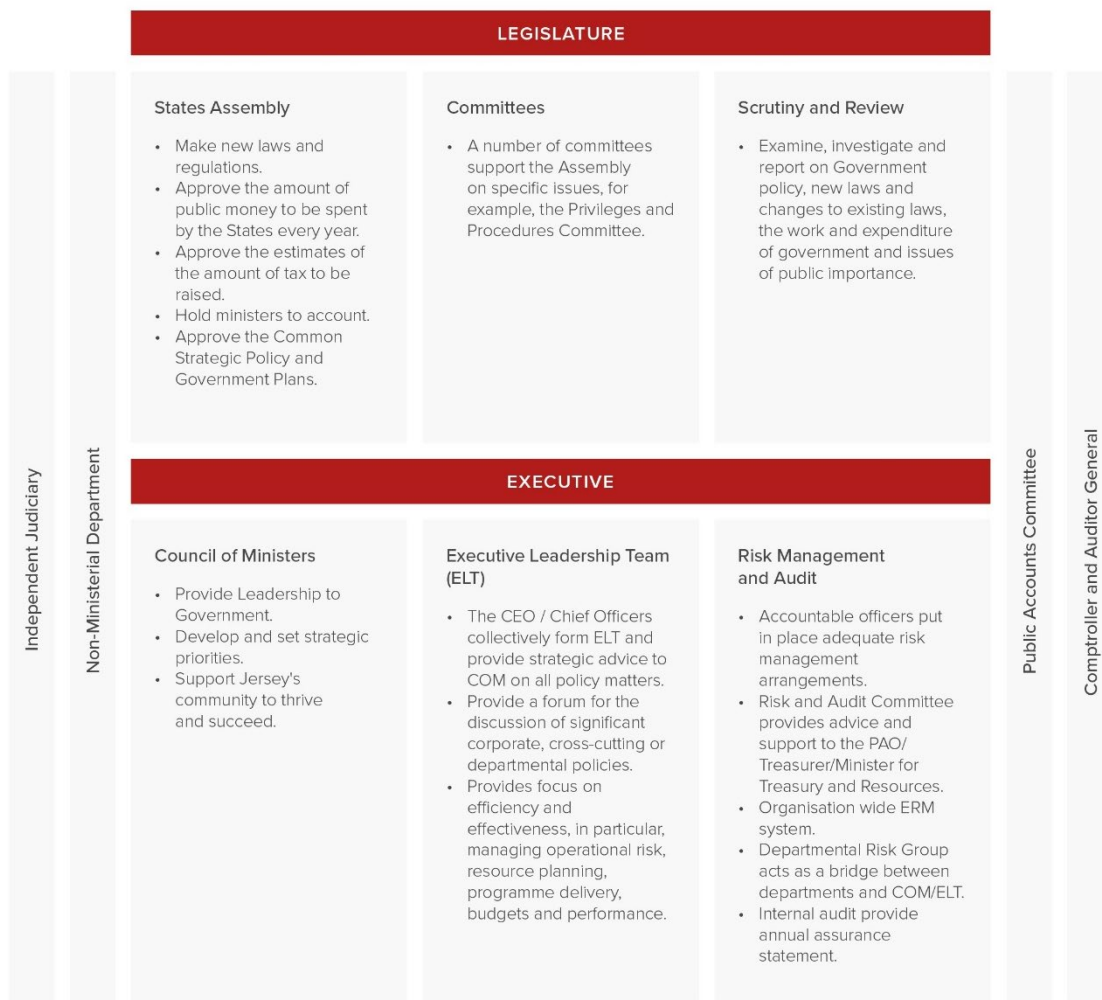 LEGISLATURE
Independent Judiciary
Non-Ministerial Department
States Assembly
• Make new laws and
regulations.
• Approve the amount of
public money to be spent
by the States every year.
• Approve the estimates of
the amount of tax to be
raised.
• Hold ministers to account.
• Approve the Common
Strategic Policy and
Government Plans.
Committees
• A number of committees
support the Assembly
on specific issues, for
example, the Privileges and
Procedures Committee.
Scrutiny and Review
• Examine, investigate and
report on Government
policy, new laws and
changes to existing laws,
the work and expenditure
of government and issues
of public importance.
EXECUTIVE
Council of Ministers
• Provide Leadership to
Government.
• Develop and set strategic
priorities.
• Support Jersey's
community to thrive
and succeed.
Executive Leadership Team
(ELT)
• The CEO / Chief Officers
collectively form ELT and
provide strategic advice to
COM on all policy matters.
• Provide a forum for the
discussion of significant
corporate, cross-cutting or
departmental policies.
• Provides focus on
efficiency and
effectiveness, in particular,
managing operational risk,
resource planning,
programme delivery,
budgets and performance.
Risk Management
and Audit
• Accountable officers put
in place adequate risk
management
arrangements.
• Risk and Audit Committee
provides advice and
support to the PAO/
Treasurer/Minister for
Treasury and Resources.
• Organisation wide ERM
system.
• Departmental Risk Group
acts as a bridge between
departments and COM/ELT.
• Internal audit provide
annual assurance
statement.
Public Accounts Committee
Comptroller and Auditor General